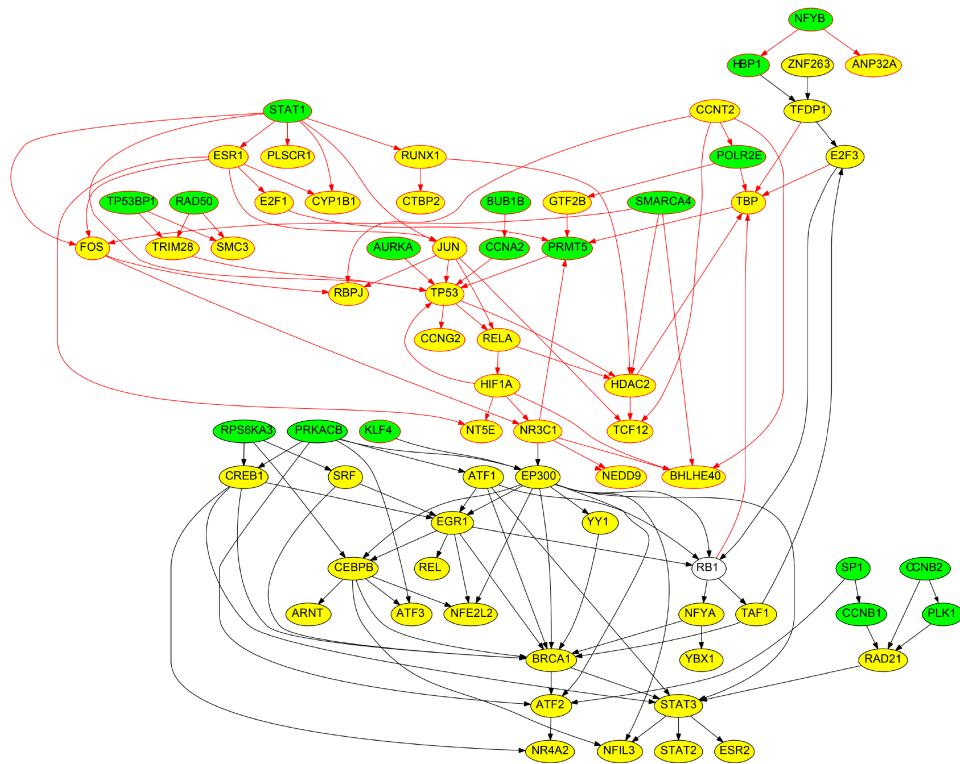 NFYB
HBP1
ZNF263
ANP32A
STAT1
CCNT2
TFDP1
ESR1
PLSCR1
RUNX1
POLR2E
E2F3
TP53BP1
RAD50
E2F1
CYP1B1
CTBP2
BUB1B
GTF2B
SMARCA4
TBP
FOS
TRIM28
SMC3
AURKA
JUN
CCNA2
PRMT5
RBPJ
TP53
CCNG2
RELA
HIF1A
HDAC2
RPS6KA3
PRKACB
KLF4
NT5E
NR3C1
TCF12
CREB1
SRF
ATF1
EP300
NEDD9
BHLHE40
EGR1
YY1
CEBPB
REL
RB1
SP1
CCNB2
ARNT
ATF3
NFE2L2
NFYA
TAF1
CCNB1
PLK1
BRCA1
YBX1
RAD21
ATF2
STAT3
NR4A2
NFIL3
STAT2
ESR2